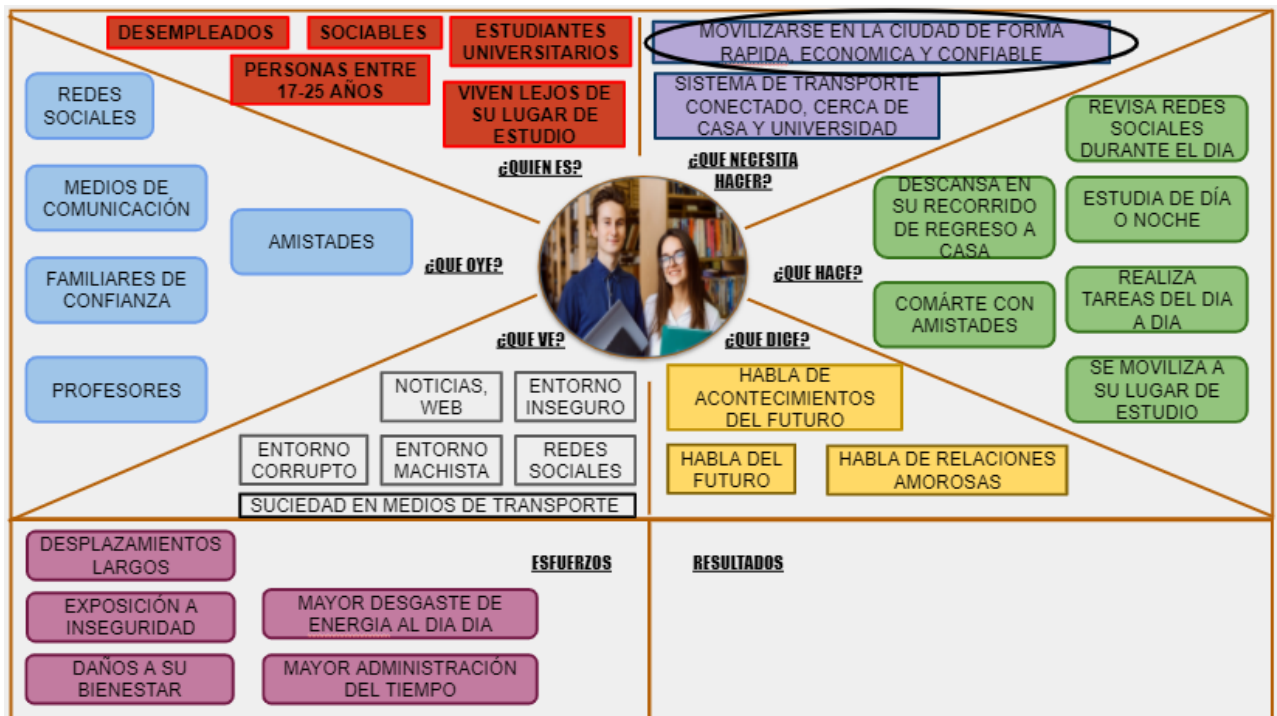 DESEMPLEADOS
SOCIABLES
ESTUDIANTES
UNIVERSITARIOS
PERSONAS ENTRE
17-25 AÑOS
VIVEN LEJOS DE
SU LUGAR DE
ESTUDIO
¿QUIEN ES?
MOVILIZARSE EN LA CIUDAD DE FORMA
RAPIDA, ECONOMICA Y CONFIABLE
SISTEMA DE TRANSPORTE
CONECTADO, CERCA DE
CASA Y UNIVERSIDAD
¿QUE NECESITA
HACER?
REDES
SOCIALES
MEDIOS DE
COMUNICACIÓN
AMISTADES
FAMILIARES DE
CONFIANZA
PROFESORES
¿QUE OYE?
REVISA REDES
SOCIALES
DURANTE EL DIA
DESCANSA EN
SU RECORRIDO
DE REGRESO A
CASA
ESTUDIA DE DÍA
O NOCHE
¿QUE HACE?
COMÁRTE CON
AMISTADES
REALIZA
TAREAS DEL DIA
A DIA
SE MOVILIZA A
SU LUGAR DE
ESTUDIO
¿QUE VE?
NOTICIAS,
WEB
ENTORNO
INSEGURO
ENTORNO
CORRUPTO
ENTORNO
MACHISTA
REDES
SOCIALES
SUCIEDAD EN MEDIOS DE TRANSPORTE
¿QUE DICE?
HABLA DE
ACONTECIMIENTOS
DEL FUTURO
HABLA DEL
FUTURO
HABLA DE RELACIONES
AMOROSAS
ESFUERZOS
DESPLAZAMIENTOS
LARGOS
EXPOSICIÓN A
INSEGURIDAD
MAYOR DESGASTE DE
ENERGIA AL DIA DIA
DAÑOS A SU
BIENESTAR
MAYOR ADMINISTRACIÓN
DEL TIEMPO
RESULTADOS